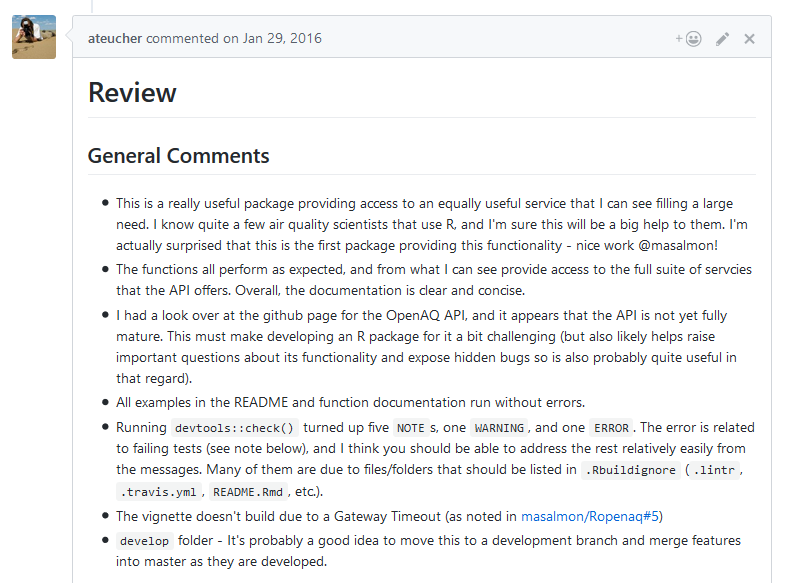 ateucher commented on Jan 29, 2016
Review
General Comments
This is a really useful package providing access to an equally useful service that I can see filling a large
need. I know quite a few air quality scientists that use R, and I'm sure this will be a big help to them. I'm
actually surprised that this is the first package providing this functionality - nice work @masalmon!
The functions all perform as expected, and from what I can see provide access to the full suite of servcies
that the API offers. Overall, the documentation is clear and concise.
I had a look over at the github page for the OpenAQ API, and it appears that the API is not yet fully
mature. This must make developing an R package for it a bit challenging (but also likely helps raise
important questions about its functionality and expose hidden bugs so is also probably quite useful in
that regard).
All examples in the README and function documentation run without errors.
Running devtools::check() turned up five NOTE s, one WARNING , and one ERROR . The error is related
to failing tests (see note below), and I think you should be able to address the rest relatively easily from
the messages. Many of them are due to files/folders that should be listed in .Rbuildignore ( .lintr ,
.travis.yml , README.Rmd , etc.).
The vignette doesn't build due to a Gateway Timeout (as noted in masalmon/Ropenaq#5)
develop folder - It's probably a good idea to move this to a development branch and merge features
into master as they are developed.